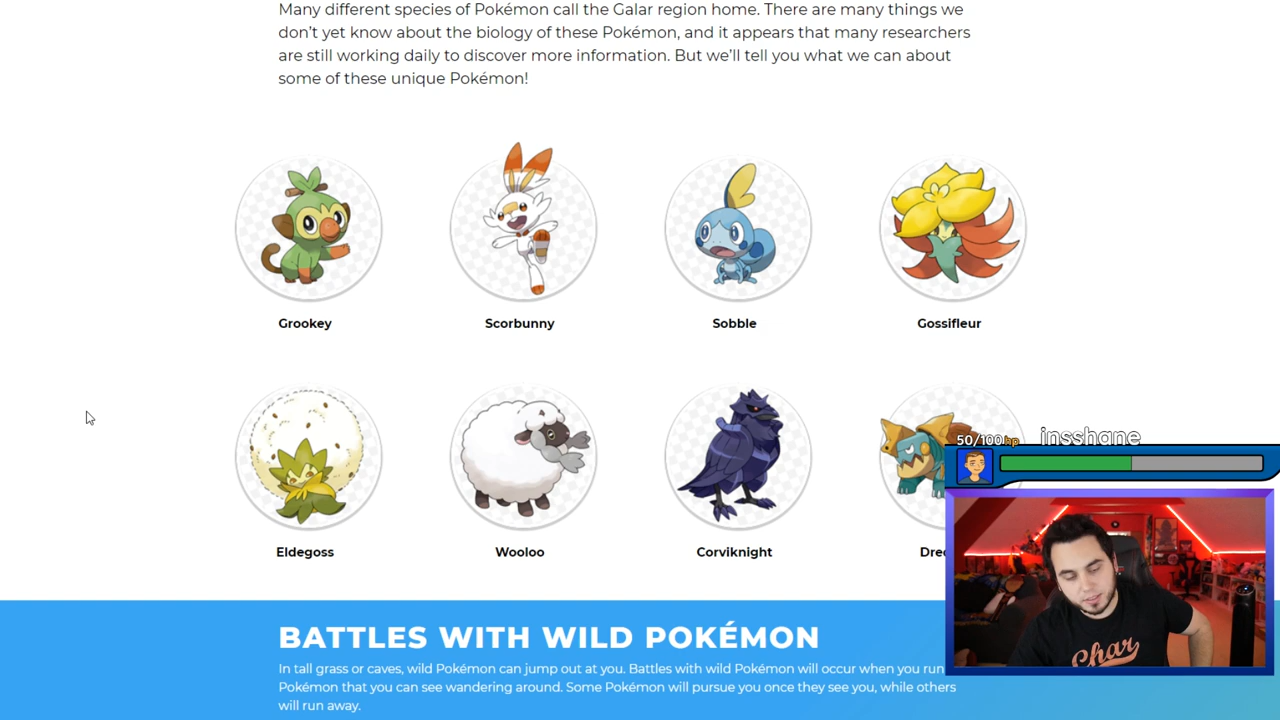 Many different species of Pokémon call the Galar region home. There are many things we
don't yet know about the biology of these Pokémon, and it appears that many researchers
are still working daily to discover more information. But we'll tell you what we can about
some of these unique Pokémon!
Grookey
Scorbunny
Sobble
Gossifleur
50/100hp
insshane
Eldegoss
Wooloo
Corviknight
BATTLES WITH WILD POKÉMON
In tall grass or caves, wild Pokémon can jump out at you. Battles with wild Pokémon will occur when you run
Pokémon that you can see wandering around. Some Pokémon will pursue you once they see you, while others
will run away.
Char